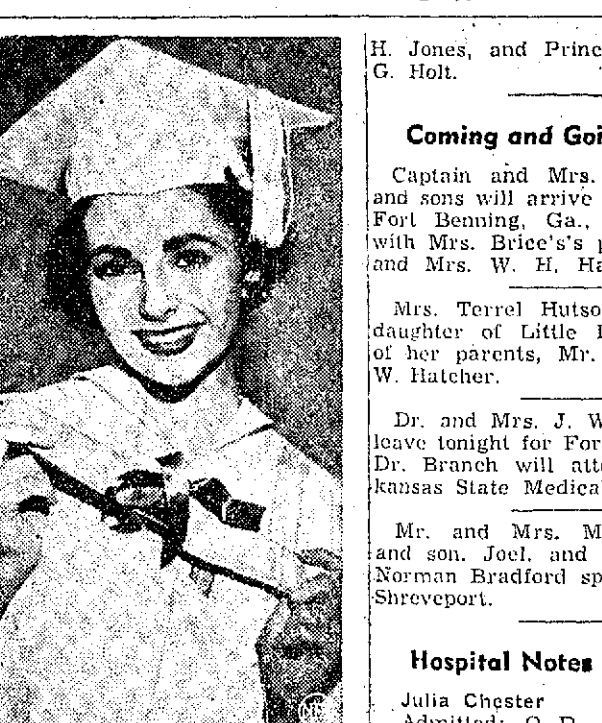 H. Jones, and Princ
G. Holt.
Coming and Goi
Captain and Mrs.
and sons will arrive
Fort Benning, Ga.,
with Mrs. Brice's's p
and Mrs. W. H. Ha
Mrs. Terrel Hutso
daughter of Little
of her parents, Mr.
W. Hatcher.
Dr. and Mrs. J. W
leave tonight for For
Dr. Branch will att
kansas State Medica
Mr. and Mrs. M
and son. Joel, and
Norman Bradford sp
Shreveport.
Hospital Notes
Julia Chester
Admitted: O. D.